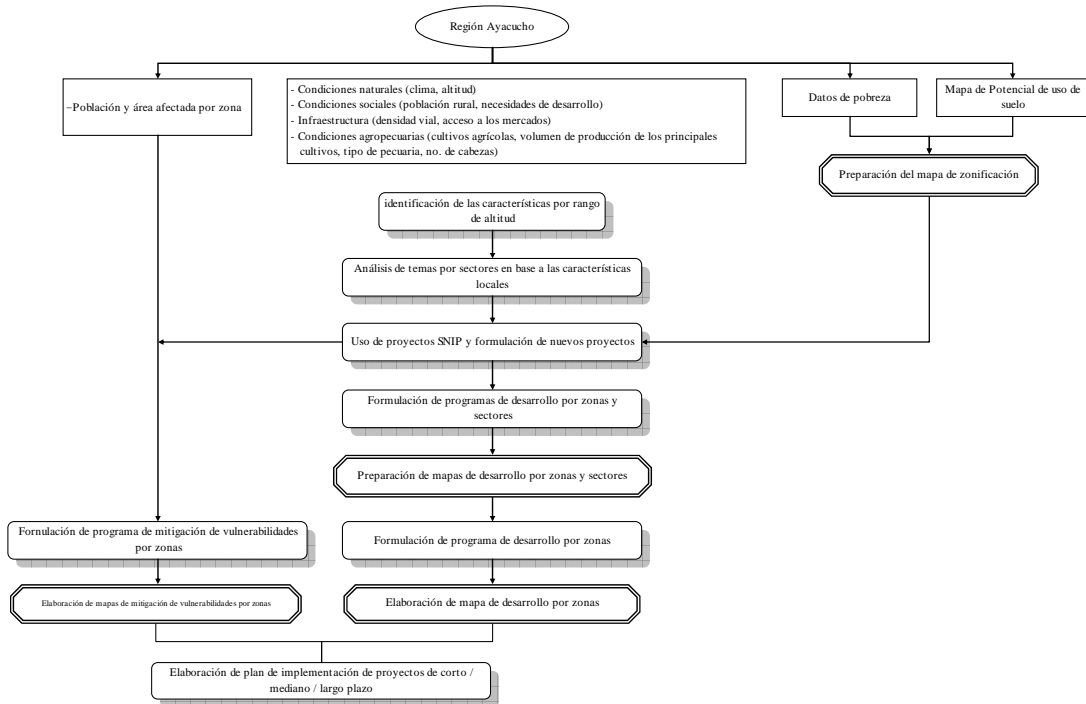 Región Ayacucho
–Población y área afectada por zona
- Condiciones naturales (clima, altitud)
- Condiciones sociales (población rural, necesidades de desarrollo)
- Infraestructura (densidad vial, acceso a los mercados)
- Condiciones agropecuarias (cultivos agrícolas, volumen de producción de los principales
cultivos, tipo de pecuaria, no. de cabezas)
Datos de pobreza
Mapa de Potencial de uso de
suelo
Preparación del mapa de zonificación
identificación de las características por rango
de altitud
Análisis de temas por sectores en base a las características
locales
Uso de proyectos SNIP y formulación de nuevos proyectos
Formulación de programas de desarrollo por zonas y
sectores
Preparación de mapas de desarrollo por zonas y sectores
Fornulación de programa de mitigación de vulnerabilidades
por zonas
Formulación de programa de desarrollo por zonas
Elaboración de mapas de mitigación de vulnerabilidades por zonas
Elaboración de mapa de desarrollo por zonas
Elaboración de plan de implementación de proyectos de corto /
mediano / largo plazo